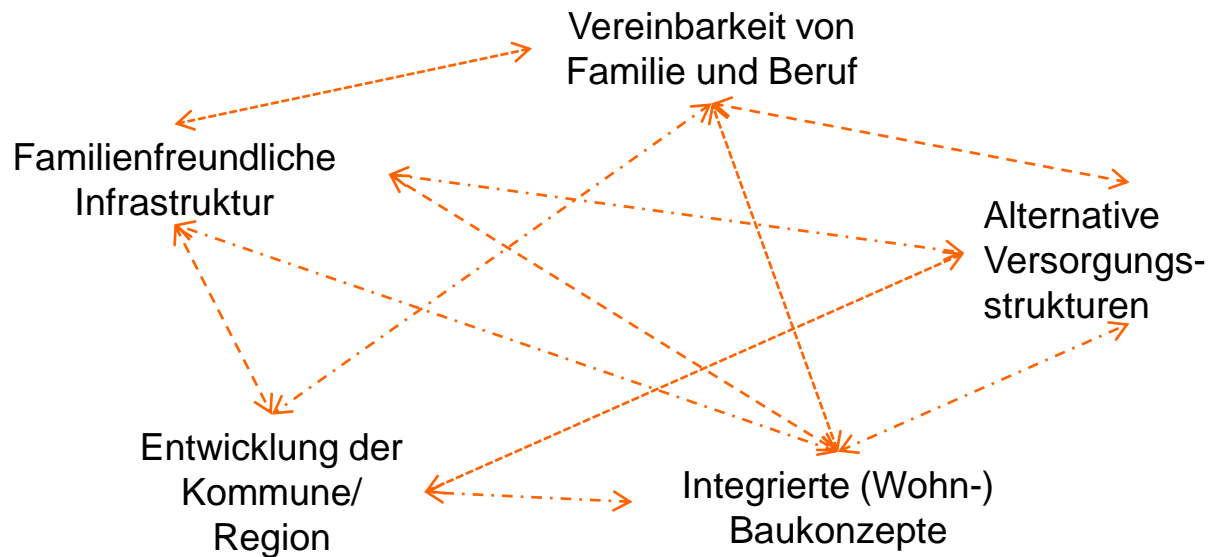 Vereinbarkeit von
Familie und Beruf
Familienfreundliche
Infrastruktur
Alternative
Versorgungs-
strukturen
Entwicklung der
Kommune/
Region
Integrierte (Wohn-)
Baukonzepte